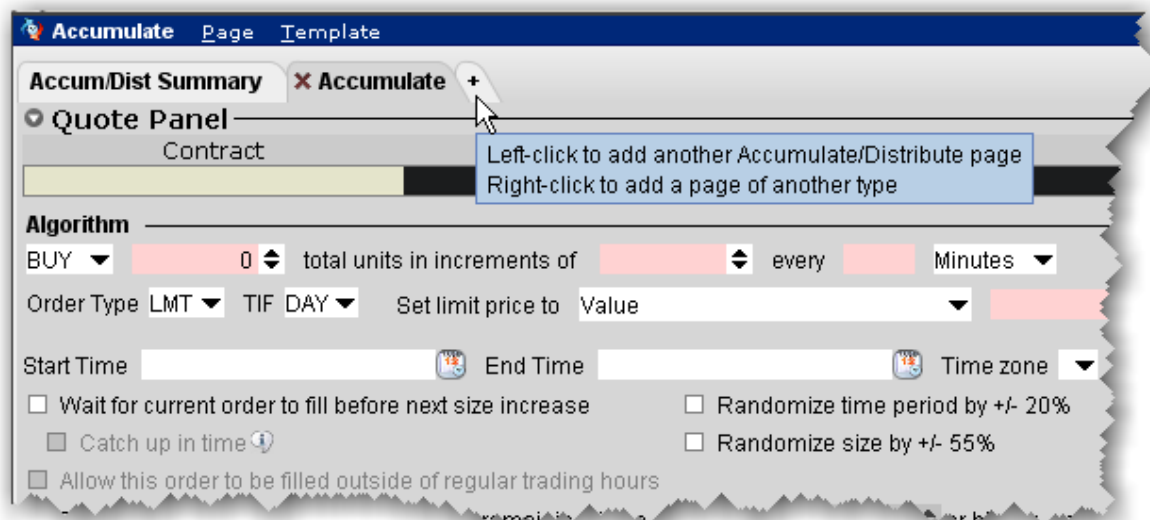 Accumulate Page Template
Accum/Dist Summary Accumulate +
Quote Panel
Contract
Left-click to add another Accumulate/Distribute page
Right-click to add a page of another type
Algorithm
BUY 0 total units in increments of every Minutes
Order Type LMT TIF DAY Set limit price to Value
Start Time End Time Time zone
Wait for current order to fill before next size increase Randomize time period by +/- 20%
Catch up in time Randomize size by +/- 55%
Allow this order to be filled outside of regular trading hours